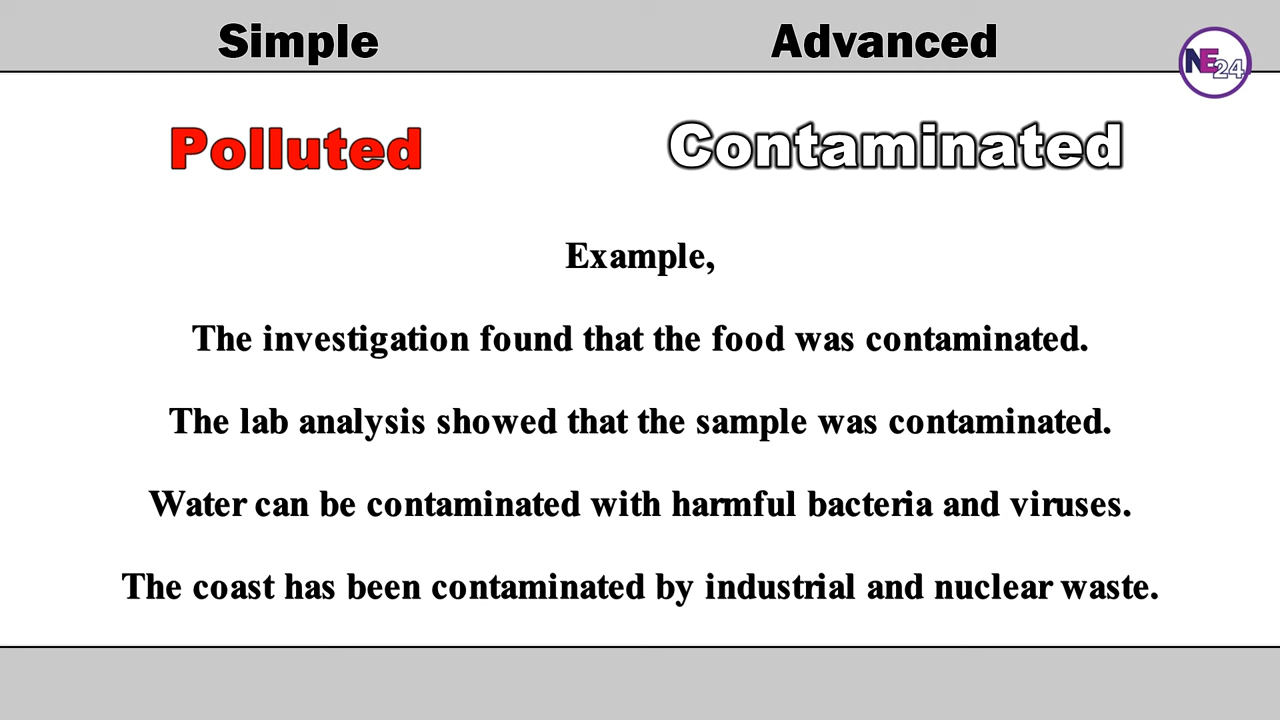 Simple Advanced
NE24
Polluted Contaminated
Example,
The investigation found that the food was contaminated.
The lab analysis showed that the sample was contaminated.
Water can be contaminated with harmful bacteria and viruses.
The coast has been contaminated by industrial and nuclear waste.